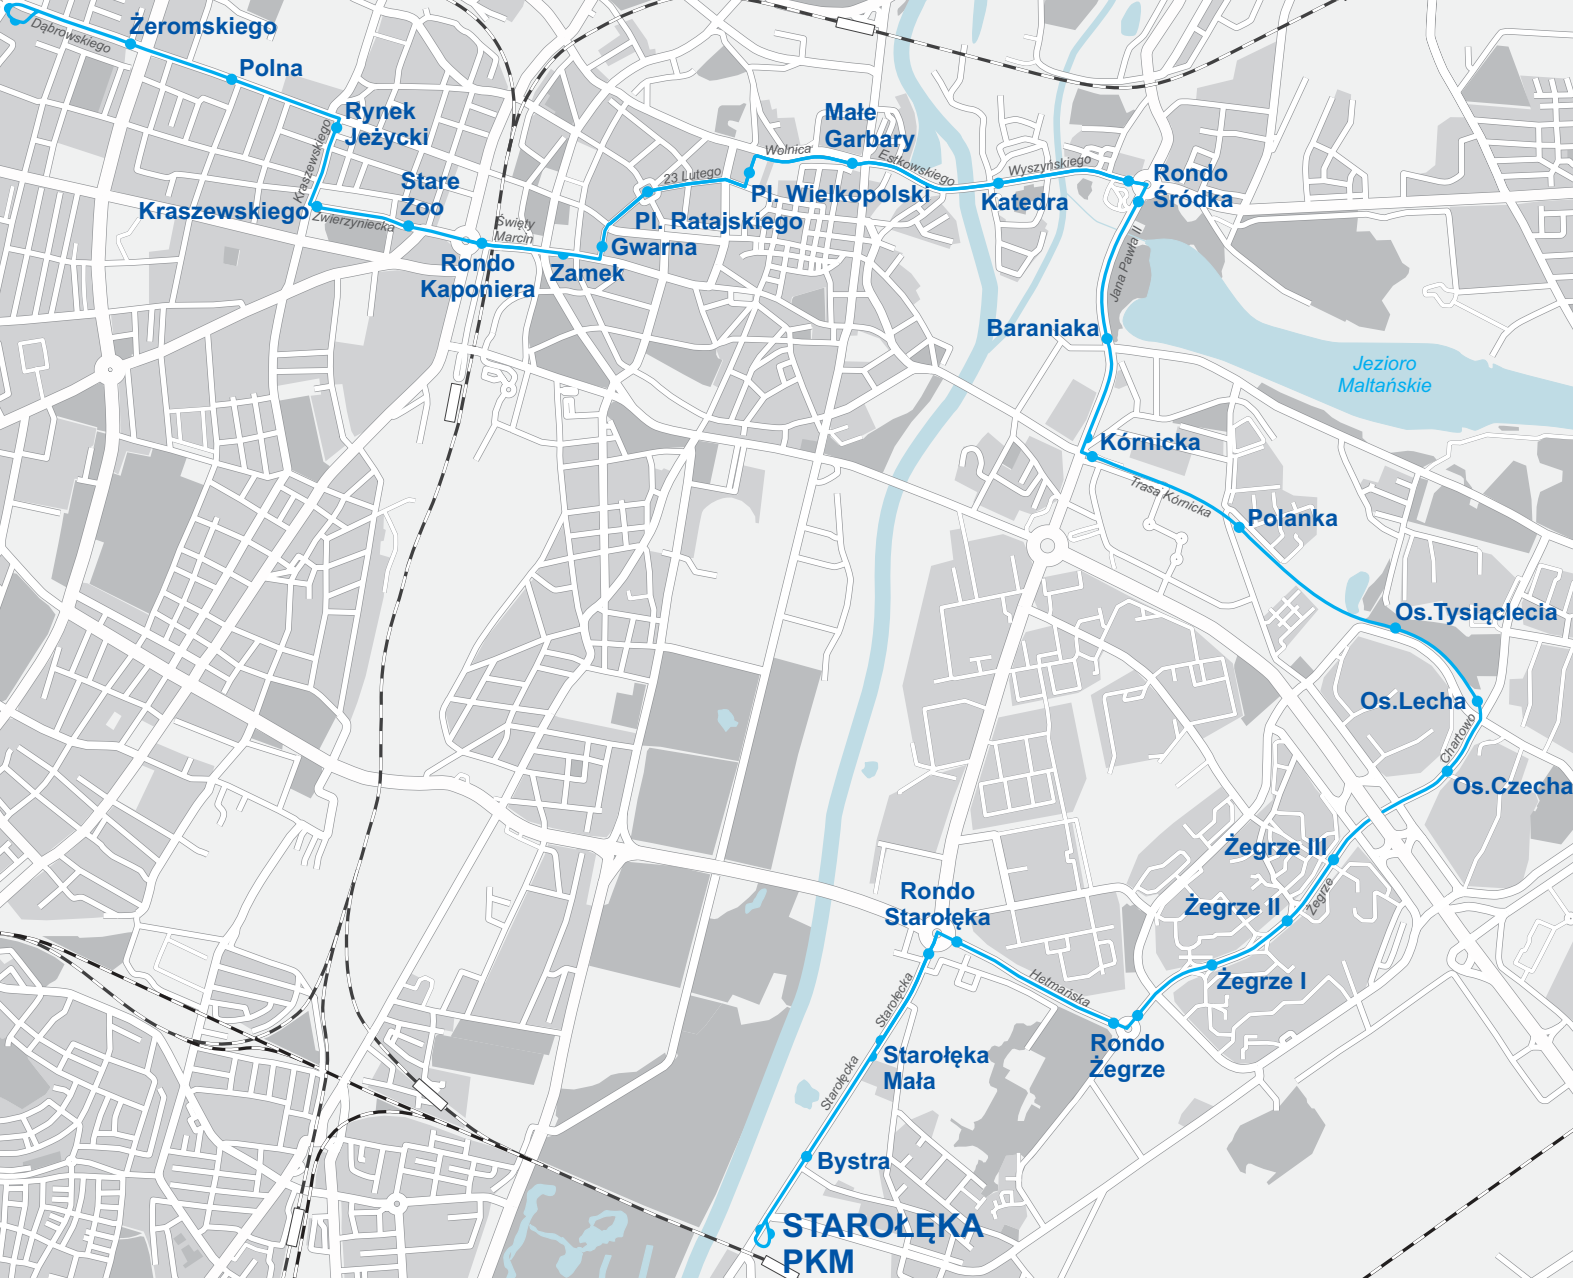 Żeromskiego
Dąbrowskiego
Polna
Rynek
Jeżycki
Kraszewskiego
Stare
Zoo
Kraszewskiego
Zwierzyniecka
Rondo
Kaponiera
Święty
Marcin
Zamek
Gwarna
Pl. Ratajskiego
23 Lutego
Pl. Wielkopolski
Wolnica
Małe
Garbary
Estkowskiego
Katedra
Wyszyńskiego
Rondo
Śródka
Jana Pawła II
Baraniaka
Jezioro
Maltańskie
Kórnicka
Trasa Kórnicka
Polanka
Os.Tysiąclecia
Os.Lecha
Chartowo
Os.Czecha
Żegrze III
Żegrze II
Żegrze
Żegrze I
Rondo
Starołęka
Hetmańska
Rondo
Żegrze
Starołęcka
Starołęka
Mała
Starołęcka
Bystra
STAROŁĘKA
PKM